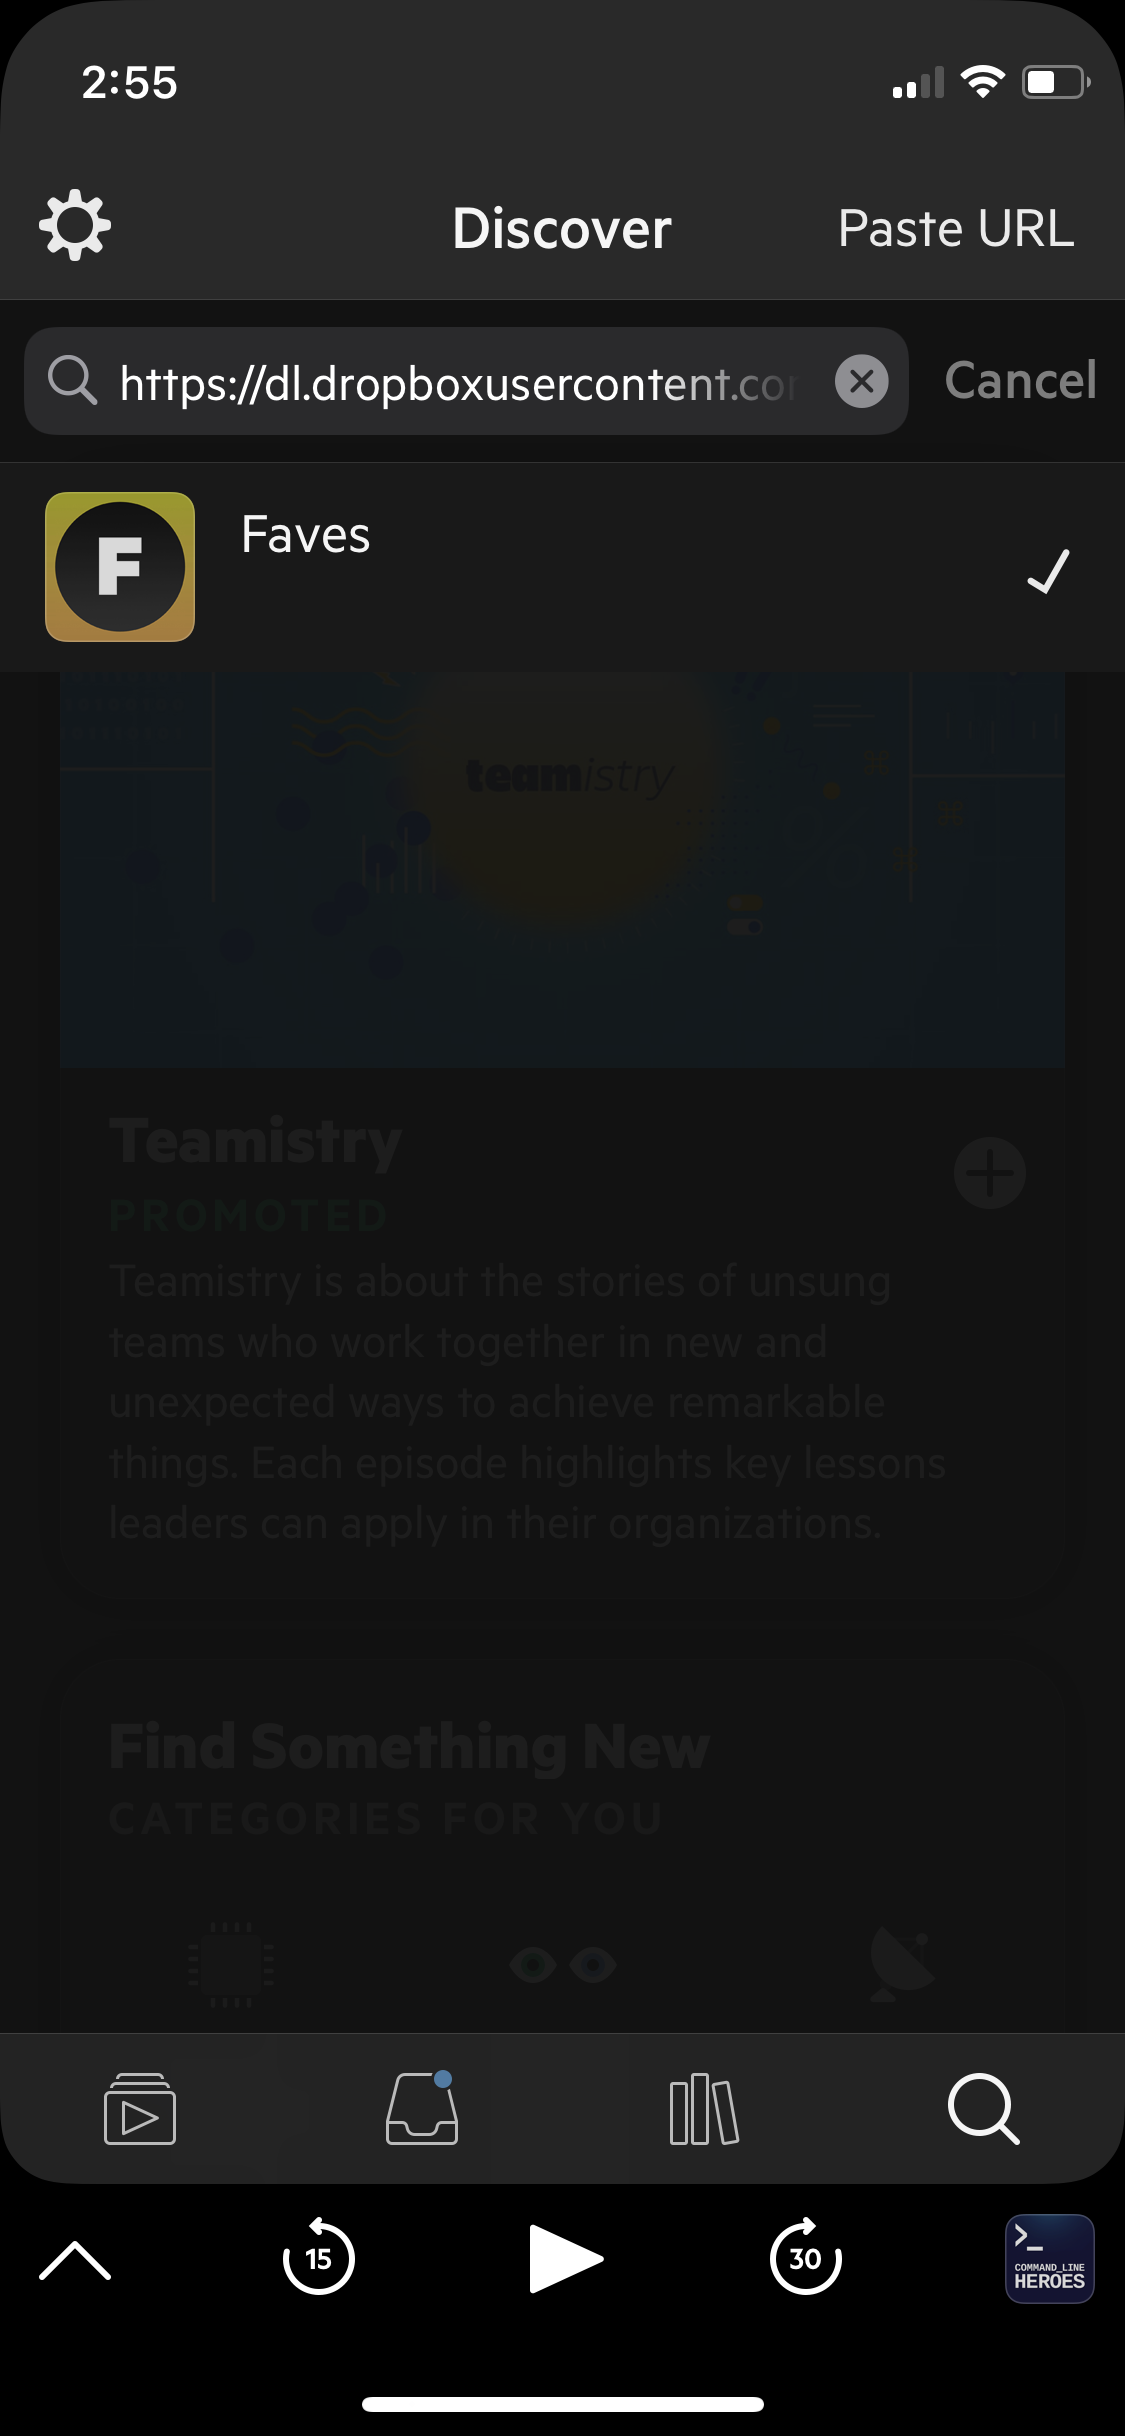 2:55
Discover
Paste URL
https://dl.dropboxusercontent.cor
Cancel
F
Faves
teamistry
Teamistry
PROMOTED
Teamistry is about the stories of unsung
teams who work together in new and
unexpected ways to achieve remarkable
things. Each episode highlights key lessons
leaders can apply in their organizations.
Find Something New
CATEGORIES FOR YOU
15
30
>_
COMMAND_LINE
HEROES